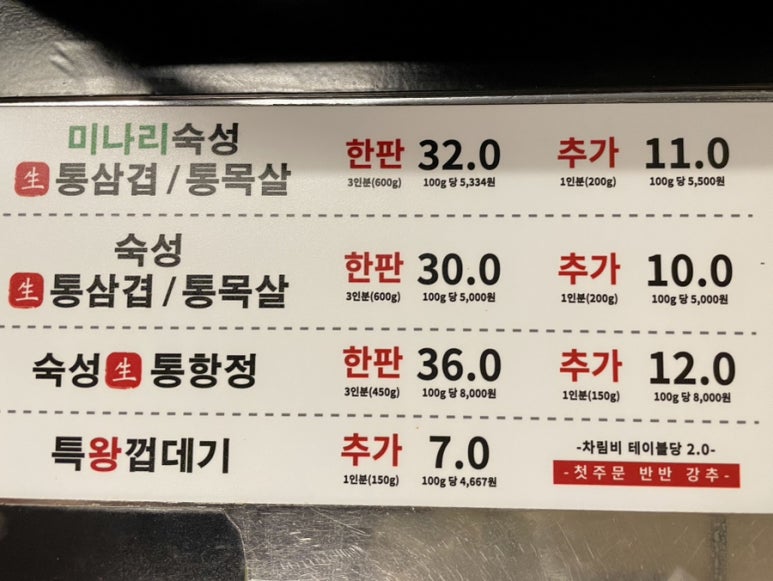 미나리숙성
生 통삼겹 / 통목살
한판 32.0
3인분(600g) 100g 당 5,334원
추가 11.0
1인분(200g) 100g 당 5,500원
숙성
生 통삼겹 / 통목살
한판 30.0
3인분(600g) 100g 당 5,000원
추가 10.0
1인분(200g) 100g 당 5,000원
숙성 生 통항정
한판 36.0
3인분(450g) 100g 당 8,000원
추가 12.0
1인분(150g) 100g 당 8,000원
특왕껍데기
추가 7.0
1인분(150g) 100g 당 4,667원
-차림비 테이블당 2.0-
-첫주문 반반 강추-